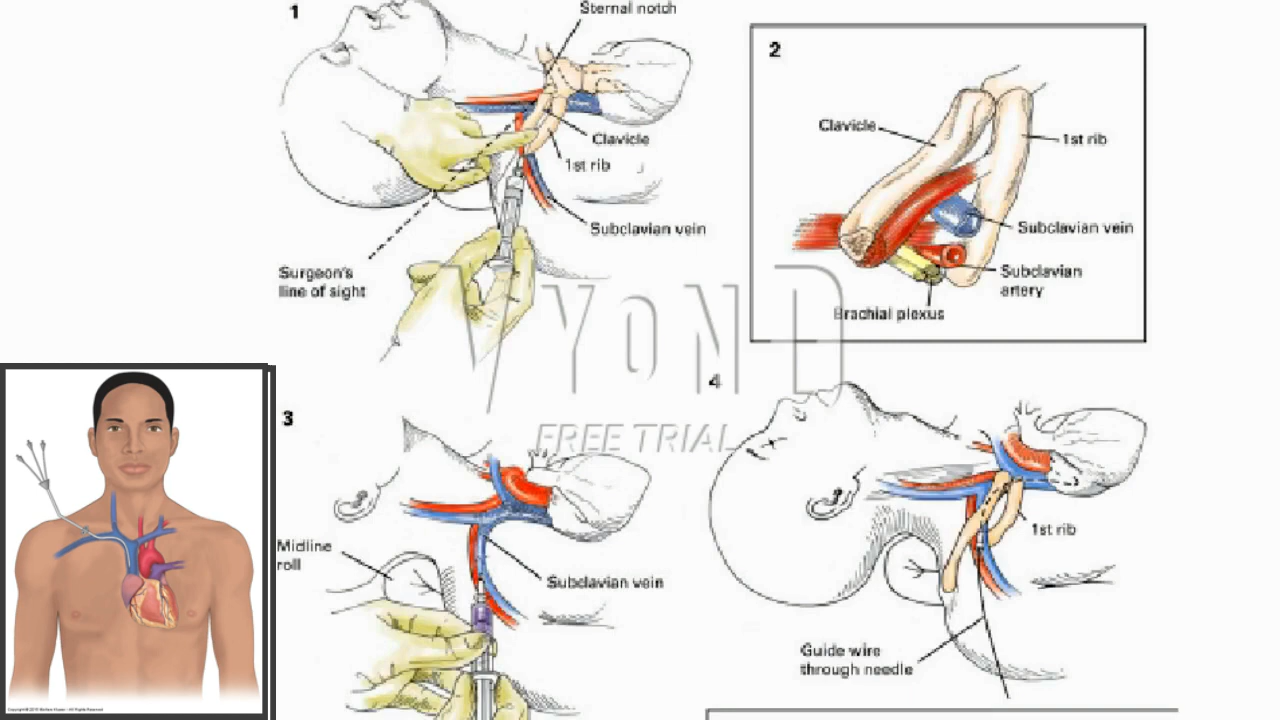 1
Sternal notch
Clavicle
1st rib
Subclavian vein
Surgeon's
line of sight
2
Clavicle
1st rib
Subclavian vein
Subclavian
artery
Brachial plexus
VYOND
FREE TRIAL
3
Midline
roll
Subclavian vein
4
1st rib
Guide wire
through needle